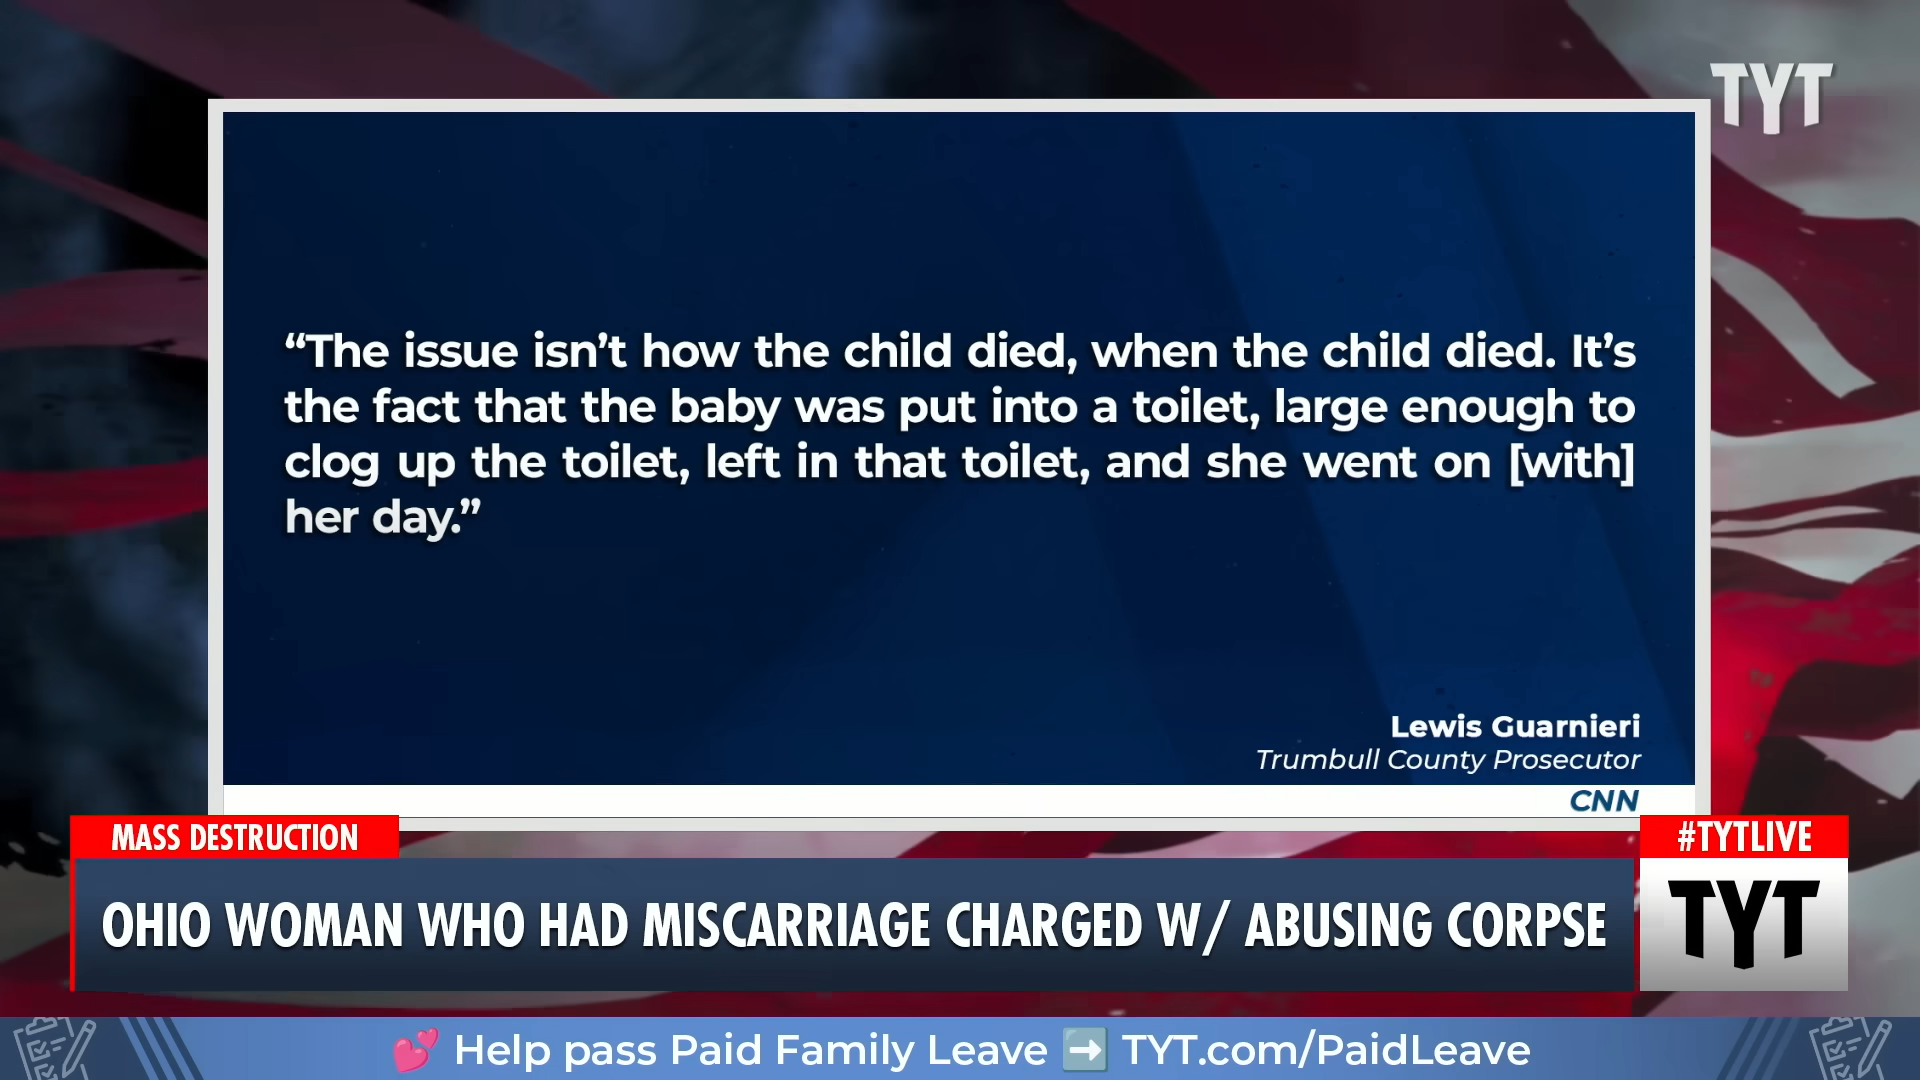 TYT
“The issue isn’t how the child died, when the child died. It’s
the fact that the baby was put into a toilet, large enough to
clog up the toilet, left in that toilet, and she went on [with]
her day.”
Lewis Guarnieri
Trumbull County Prosecutor
CNN
MASS DESTRUCTION
#TYTLIVE
OHIO WOMAN WHO HAD MISCARRIAGE CHARGED W/ ABUSING CORPSE
TYT
💕 Help pass Paid Family Leave ➡️ TYT.com/PaidLeave